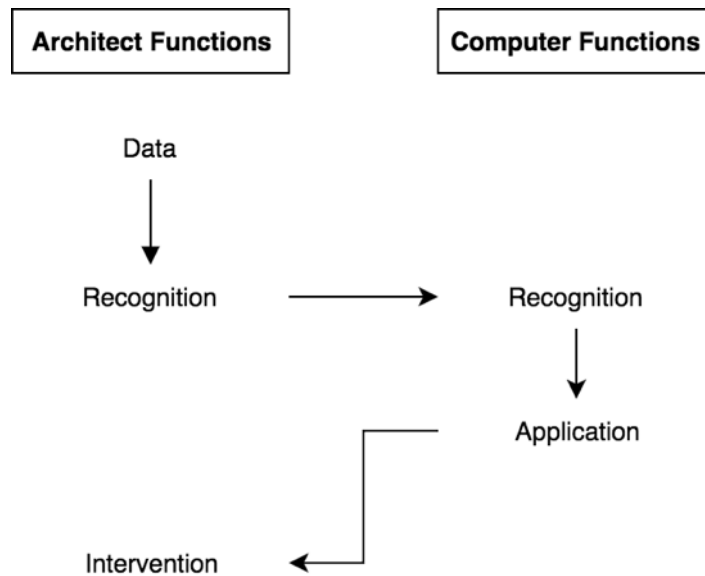 Architect Functions
Computer Functions
Data
Recognition
Recognition
Application
Intervention